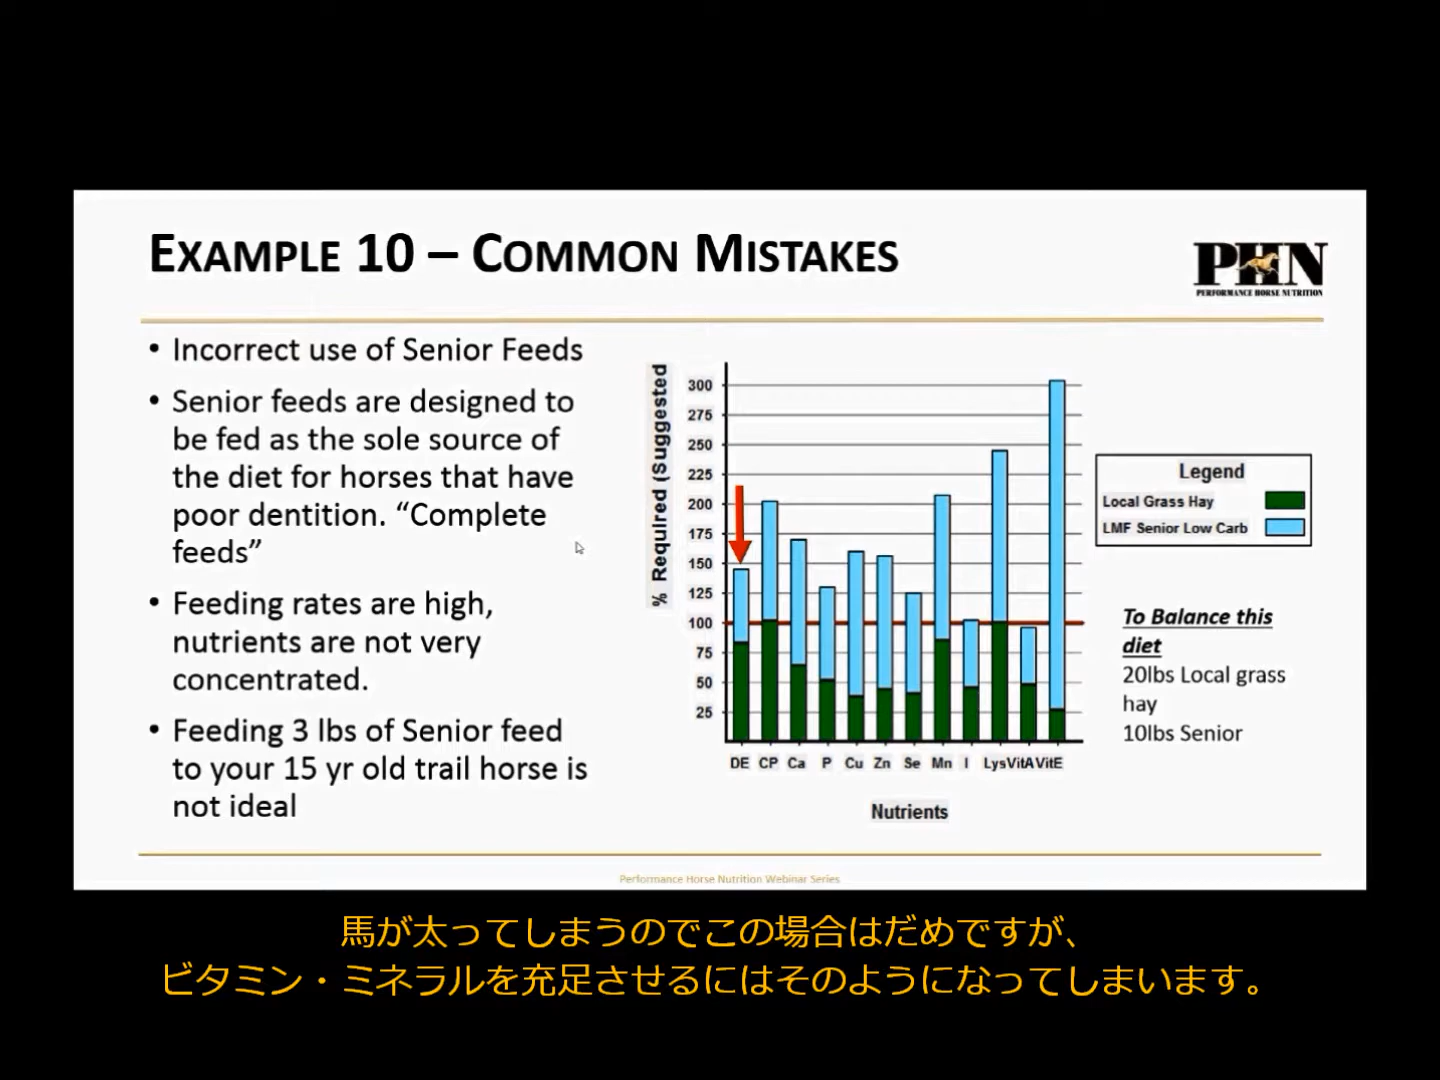 EXAMPLE 10 – COMMON MISTAKES
PHN
PERFORMANCE HORSE NUTRITION
• Incorrect use of Senior Feeds
• Senior feeds are designed to
be fed as the sole source of
the diet for horses that have
poor dentition. “Complete
feeds”
• Feeding rates are high,
nutrients are not very
concentrated.
• Feeding 3 lbs of Senior feed
to your 15 yr old trail horse is
not ideal
% Required (Suggested
300
275
250
225
200
175
150
125
100
75
50
25
DE CP Ca P Cu Zn Se Mn I Lys VitA VitE
Nutrients
Legend
Local Grass Hay
LMF Senior Low Carb
To Balance this
diet
20lbs Local grass
hay
10lbs Senior
Performance Horse Nutrition Webinar Series
馬が太ってしまうのでこの場合はだめですが、
ビタミン・ミネラルを充足させるにはそのようになってしまいます。